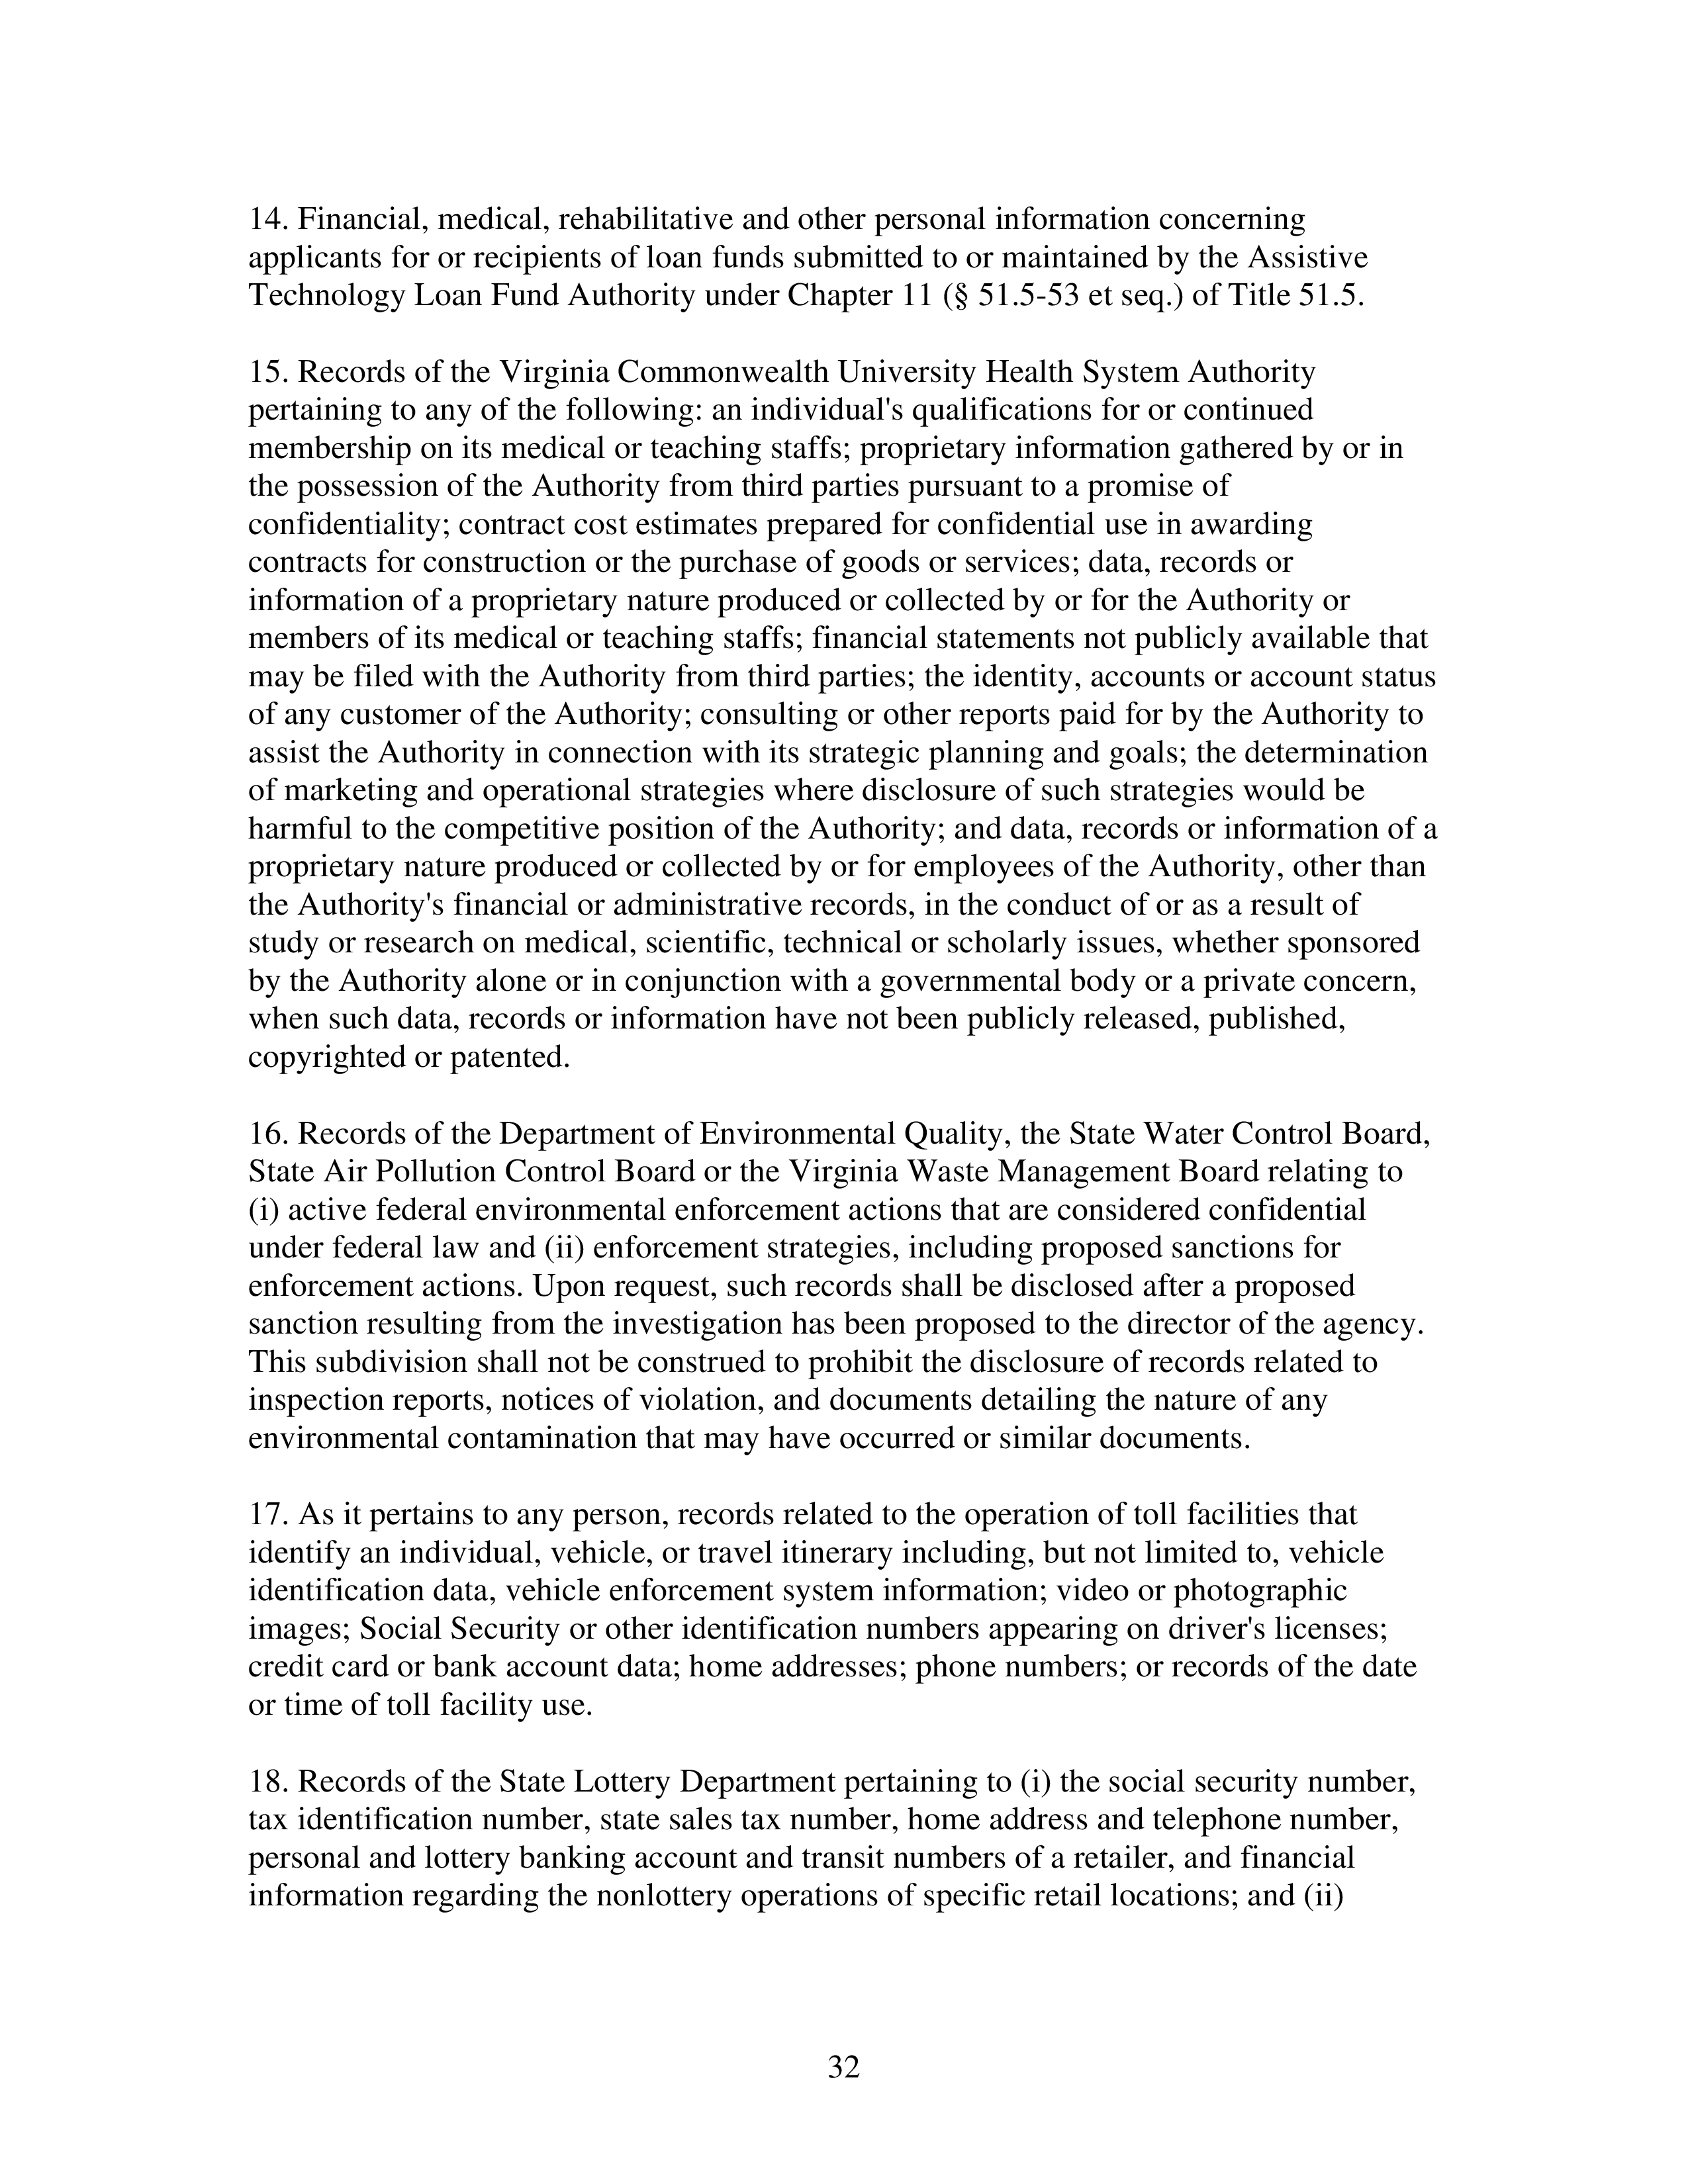 14. Financial, medical, rehabilitative and other personal information concerning
applicants for or recipients of loan funds submitted to or maintained by the Assistive
Technology Loan Fund Authority under Chapter 11 (§ 51.5-53 et seq.) of Title 51.5.
15. Records of the Virginia Commonwealth University Health System Authority
pertaining to any of the following: an individual's qualifications for or continued
membership on its medical or teaching staffs; proprietary information gathered by or in
the possession of the Authority from third parties pursuant to a promise of
confidentiality; contract cost estimates prepared for confidential use in awarding
contracts for construction or the purchase of goods or services; data, records or
information of a proprietary nature produced or collected by or for the Authority or
members of its medical or teaching staffs; financial statements not publicly available that
may be filed with the Authority from third parties; the identity, accounts or account status
of any customer of the Authority; consulting or other reports paid for by the Authority to
assist the Authority in connection with its strategic planning and goals; the determination
of marketing and operational strategies where disclosure of such strategies would be
harmful to the competitive position of the Authority; and data, records or information of a
proprietary nature produced or collected by or for employees of the Authority, other than
the Authority's financial or administrative records, in the conduct of or as a result of
study or research on medical, scientific, technical or scholarly issues, whether sponsored
by the Authority alone or in conjunction with a governmental body or a private concern,
when such data, records or information have not been publicly released, published,
copyrighted or patented.
16. Records of the Department of Environmental Quality, the State Water Control Board,
State Air Pollution Control Board or the Virginia Waste Management Board relating to
(i) active federal environmental enforcement actions that are considered confidential
under federal law and (ii) enforcement strategies, including proposed sanctions for
enforcement actions. Upon request, such records shall be disclosed after a proposed
sanction resulting from the investigation has been proposed to the director of the agency.
This subdivision shall not be construed to prohibit the disclosure of records related to
inspection reports, notices of violation, and documents detailing the nature of any
environmental contamination that may have occurred or similar documents.
17. As it pertains to any person, records related to the operation of toll facilities that
identify an individual, vehicle, or travel itinerary including, but not limited to, vehicle
identification data, vehicle enforcement system information; video or photographic
images; Social Security or other identification numbers appearing on driver's licenses;
credit card or bank account data; home addresses; phone numbers; or records of the date
or time of toll facility use.
18. Records of the State Lottery Department pertaining to (i) the social security number,
tax identification number, state sales tax number, home address and telephone number,
personal and lottery banking account and transit numbers of a retailer, and financial
information regarding the nonlottery operations of specific retail locations; and (ii)
32